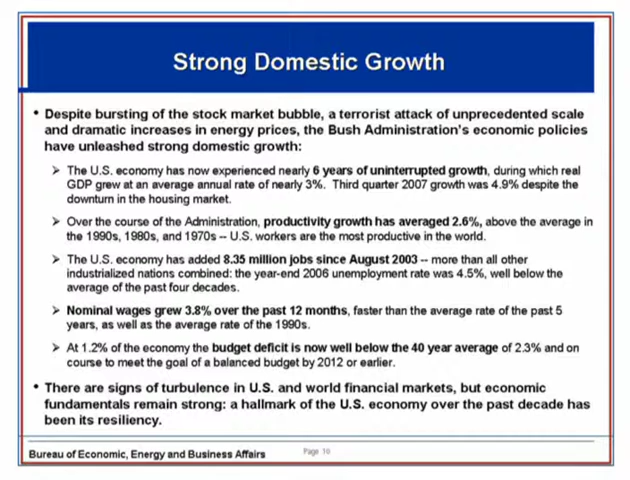 Strong Domestic Growth
• Despite bursting of the stock market bubble, a terrorist attack of unprecedented scale
and dramatic increases in energy prices, the Bush Administration's economic policies
have unleashed strong domestic growth:
➢ The U.S. economy has now experienced nearly 6 years of uninterrupted growth, during which real
GDP grew at an average annual rate of nearly 3%. Third quarter 2007 growth was 4.9% despite the
downturn in the housing market.
➢ Over the course of the Administration, productivity growth has averaged 2.6%, above the average in
the 1990s, 1980s, and 1970s -- U.S. workers are the most productive in the world.
➢ The U.S. economy has added 8.35 million jobs since August 2003 -- more than all other
industrialized nations combined: the year-end 2006 unemployment rate was 4.5%, well below the
average of the past four decades.
➢ Nominal wages grew 3.8% over the past 12 months, faster than the average rate of the past 5
years, as well as the average rate of the 1990s.
➢ At 1.2% of the economy the budget deficit is now well below the 40 year average of 2.3% and on
course to meet the goal of a balanced budget by 2012 or earlier.
• There are signs of turbulence in U.S. and world financial markets, but economic
fundamentals remain strong: a hallmark of the U.S. economy over the past decade has
been its resiliency.
Bureau of Economic, Energy and Business Affairs
Page 10